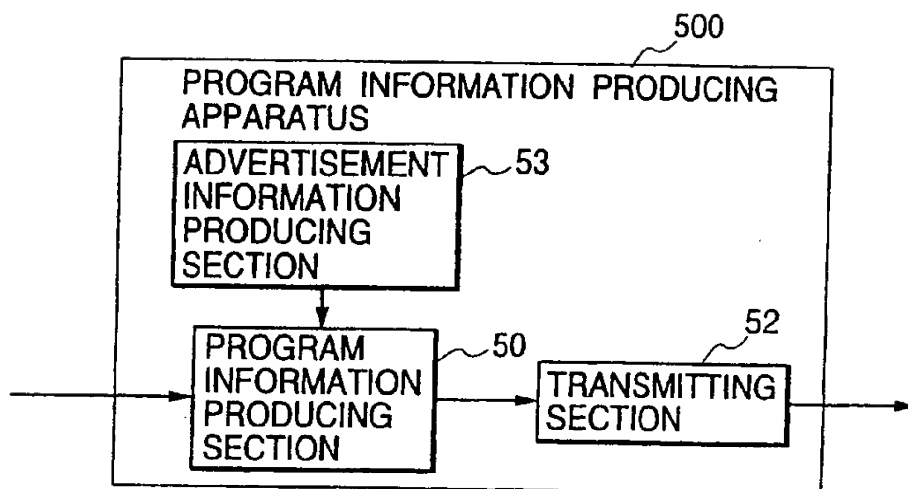 500
PROGRAM INFORMATION PRODUCING
APPARATUS
ADVERTISEMENT
INFORMATION
PRODUCING
SECTION
53
PROGRAM
INFORMATION
PRODUCING
SECTION
50
TRANSMITTING
SECTION
52